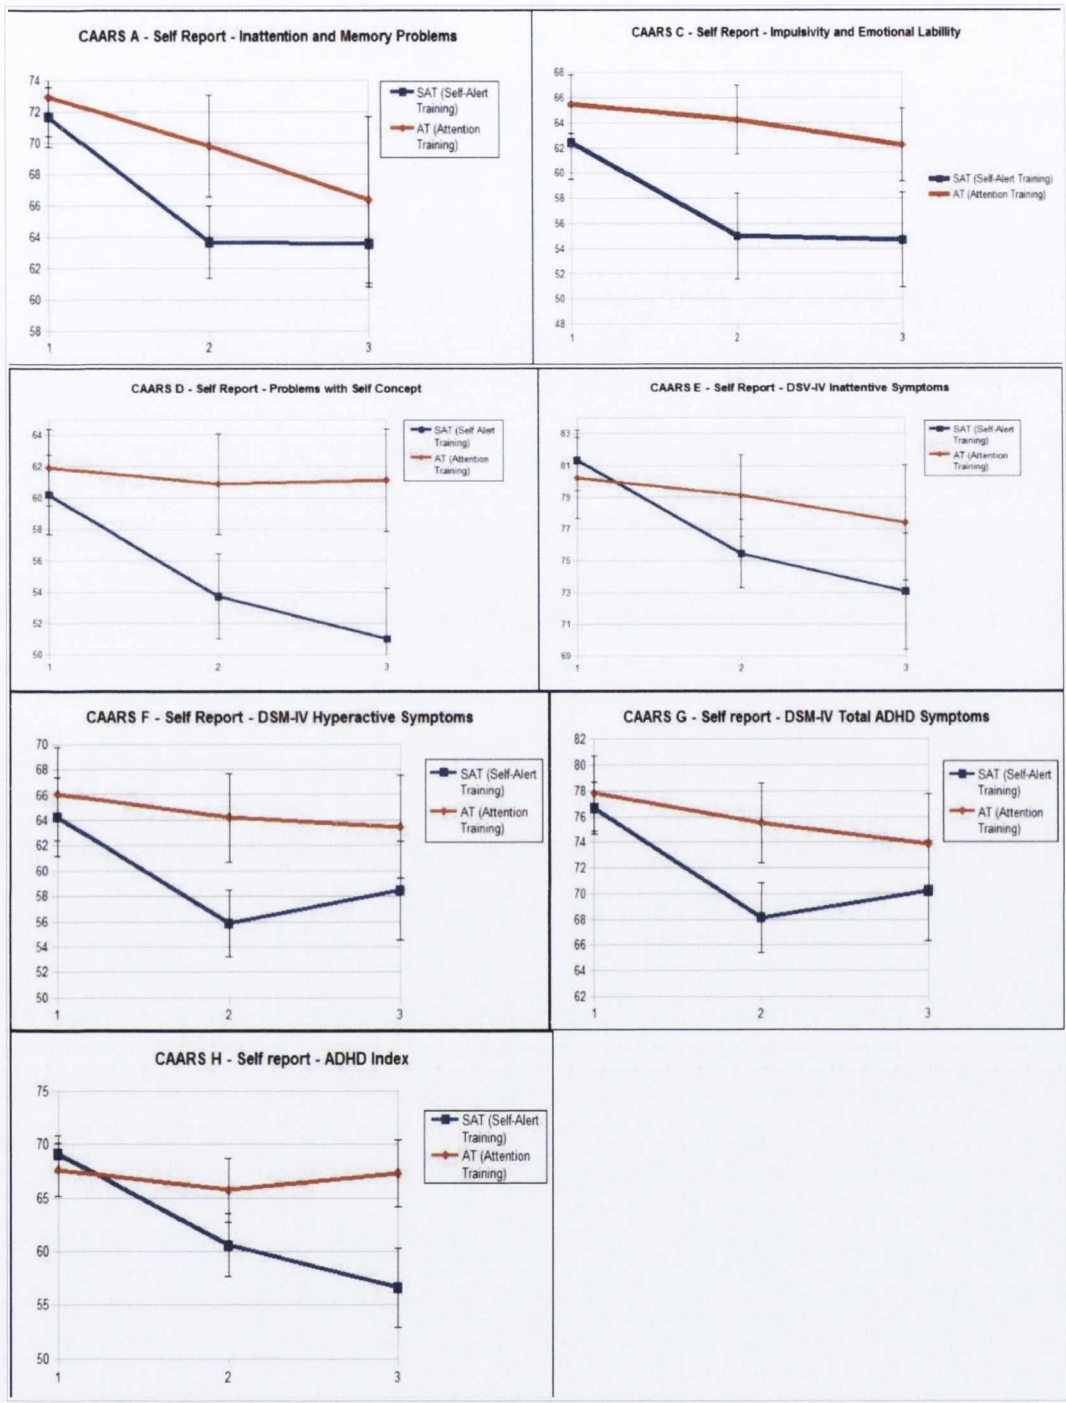 CAARS A - Self Report - Inattention and Memory Problems
74
72
70
68
66
64
62
60
58
1
2
3
SAT (Self-Alert
Training)
AT (Attention
Training)
CAARS C - Self Report - Impulsivity and Emotional Labillity
68
66
64
62
60
58
56
54
52
50
48
1
2
3
SAT (Self-Alert Training)
AT (Attention Training)
CAARS D - Self Report - Problems with Self Concept
64
62
60
58
56
54
52
50
1
2
3
SAT (Self Alert
Training)
AT (Attention
Training)
CAARS E - Self Report - DSV-IV Inattentive Symptoms
83
81
79
77
75
73
71
69
1
2
3
SAT (Self-Alert
Training)
AT (Attention
Training)
CAARS F - Self Report - DSM-IV Hyperactive Symptoms
70
68
66
64
62
60
58
56
54
52
50
1
2
3
SAT (Self-Alert
Training)
AT (Attention
Training)
CAARS G - Self report - DSM-IV Total ADHD Symptoms
82
80
78
76
74
72
70
68
66
64
62
1
2
3
SAT (Self-Alert
Training)
AT (Attention
Training)
CAARS H - Self report - ADHD Index
75
70
65
60
55
50
1
2
3
SAT (Self-Alert
Training)
AT (Attention
Training)